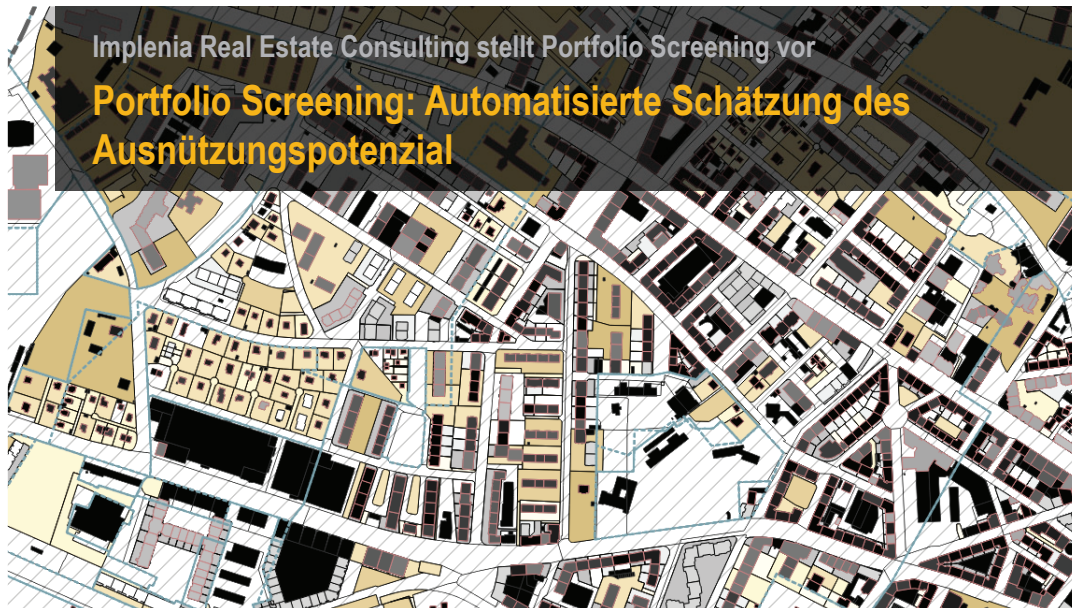 Implenia Real Estate Consulting stellt Portfolio Screening vor
Portfolio Screening: Automatisierte Schätzung des
Ausnützungspotenzial